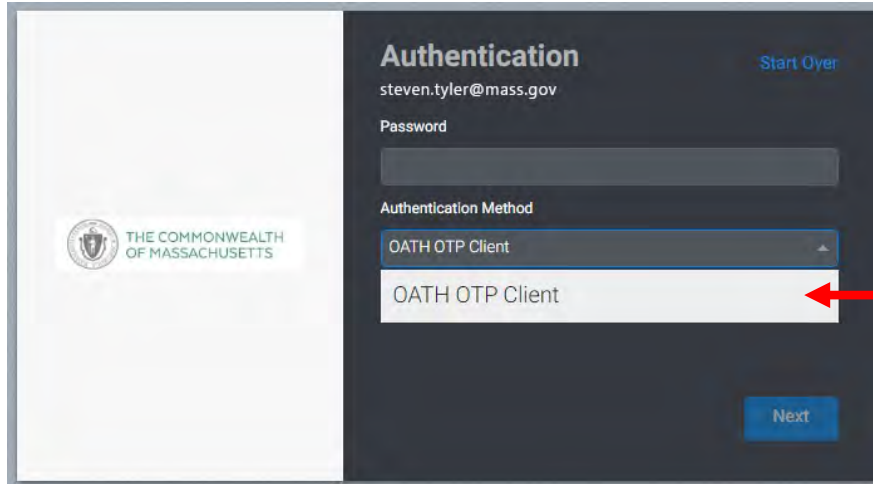 Authentication
Start Over
steven.tyler@mass.gov
Password
THE COMMONWEALTH
OF MASSACHUSETTS
Authentication Method
OATH OTP Client
OATH OTP Client
Next